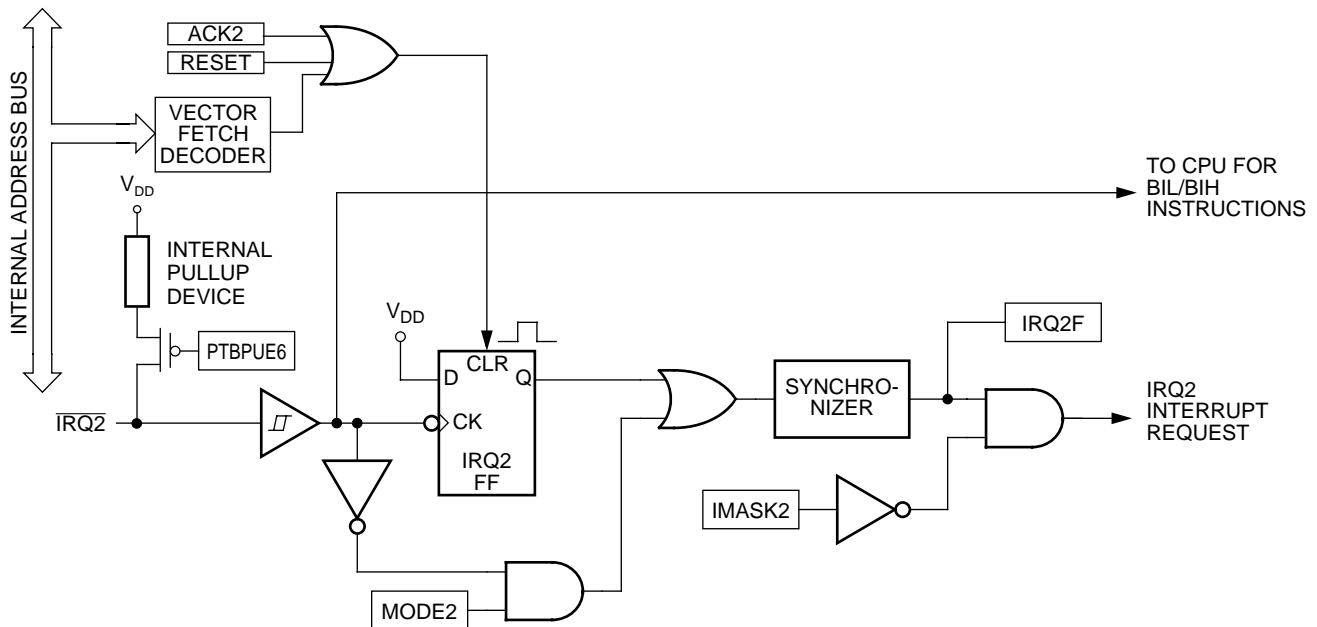 INTERNAL ADDRESS BUS
ACK2
RESET
VECTOR
FETCH
DECODER
VDD
INTERNAL
PULLUP
DEVICE
PTBPUE6
IRQ2
TO CPU FOR
BIL/BIH
INSTRUCTIONS
VDD
CLR
D
Q
CK
IRQ2
FF
SYNCHRO-
NIZER
IRQ2F
IRQ2
INTERRUPT
REQUEST
IMASK2
MODE2